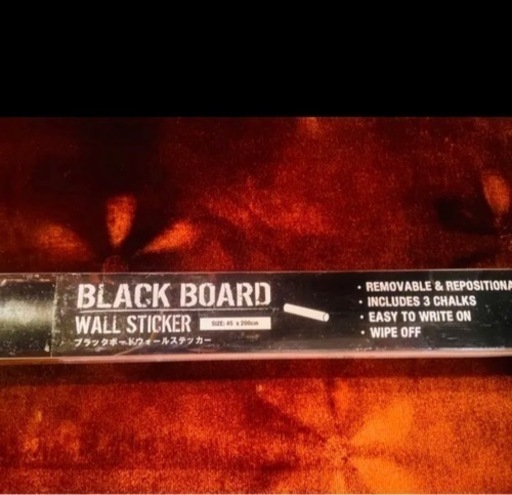 BLACK BOARD
WALL STICKER
SIZE: 45 x 200cm
ブラックボードウォールステッカー
· REMOVABLE & REPOSITIONA
· INCLUDES 3 CHALKS
· EASY TO WRITE ON
· WIPE OFF